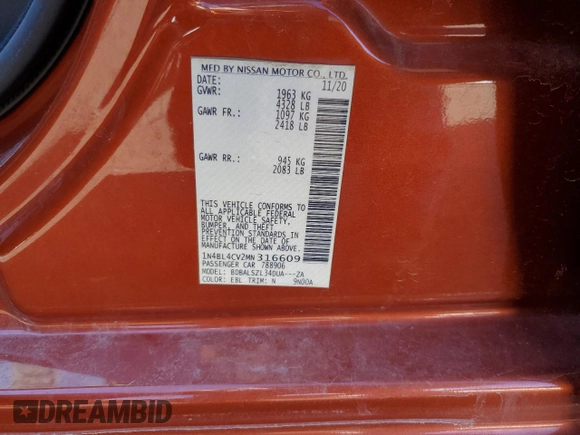 MFD BY NISSAN MOTOR CO., LTD.
DATE: 11/20
GVWR: 1963 KG
4328 LB
GAWR FR.: 1097 KG
2418 LB
GAWR RR.: 945 KG
2083 LB
THIS VEHICLE CONFORMS TO
ALL APPLICABLE FEDERAL
MOTOR VEHICLE SAFETY,
BUMPER, AND THEFT
PREVENTION STANDARDS IN
EFFECT ON THE DATE OF
MANUFACTURE SHOWN ABOVE.
1N4BL4CV2MN316609
PASSENGER CAR 788906
MODEL: BDBALSZL34DUA---ZA
COLOR: EBL TRIM: N 9N00A
DREAMBID